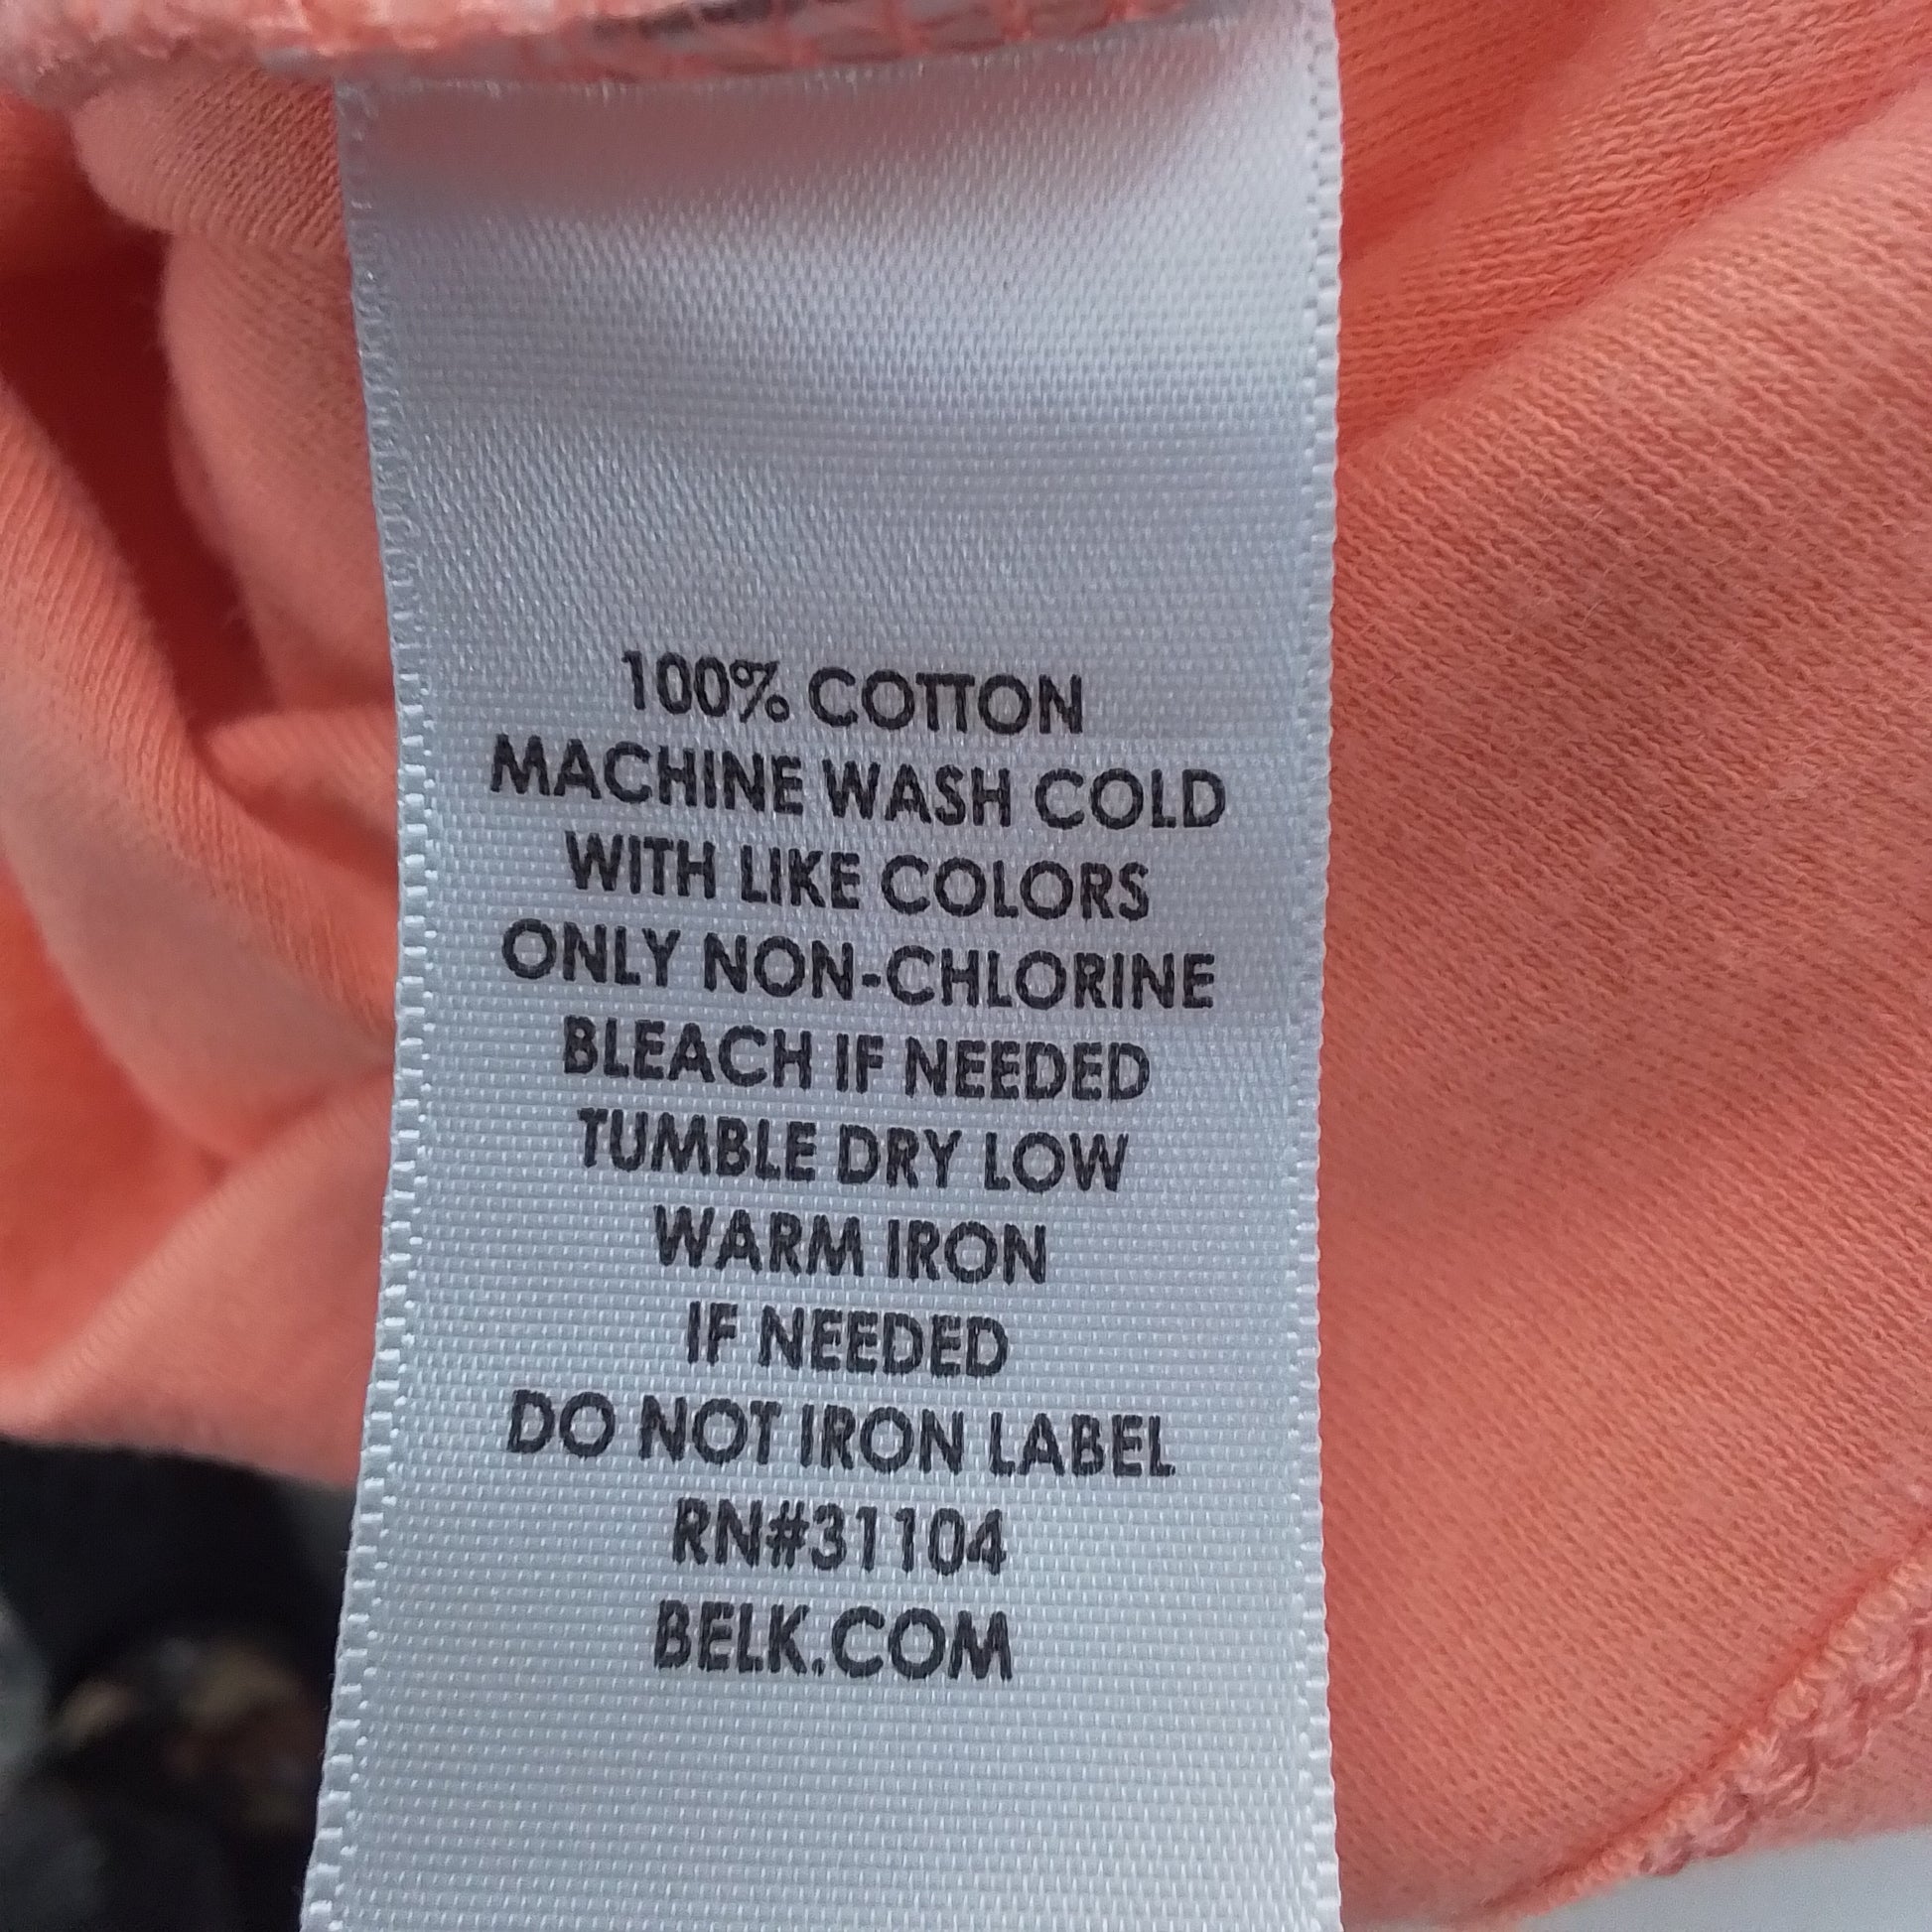 100% COTTON
MACHINE WASH COLD
WITH LIKE COLORS
ONLY NON-CHLORINE
BLEACH IF NEEDED
TUMBLE DRY LOW
WARM IRON
IF NEEDED
DO NOT IRON LABEL
RN#31104
BELK.COM